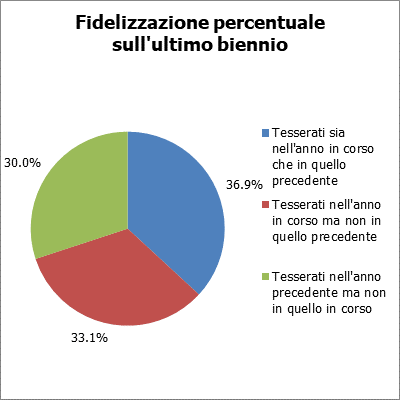 Fidelizzazione percentuale
sull'ultimo biennio
30.0%
36.9%
33.1%
Tesserati sia
nell'anno in corso
che in quello
precedente
Tesserati nell'anno
in corso ma non in
quello precedente
Tesserati nell'anno
precedente ma non
in quello in corso